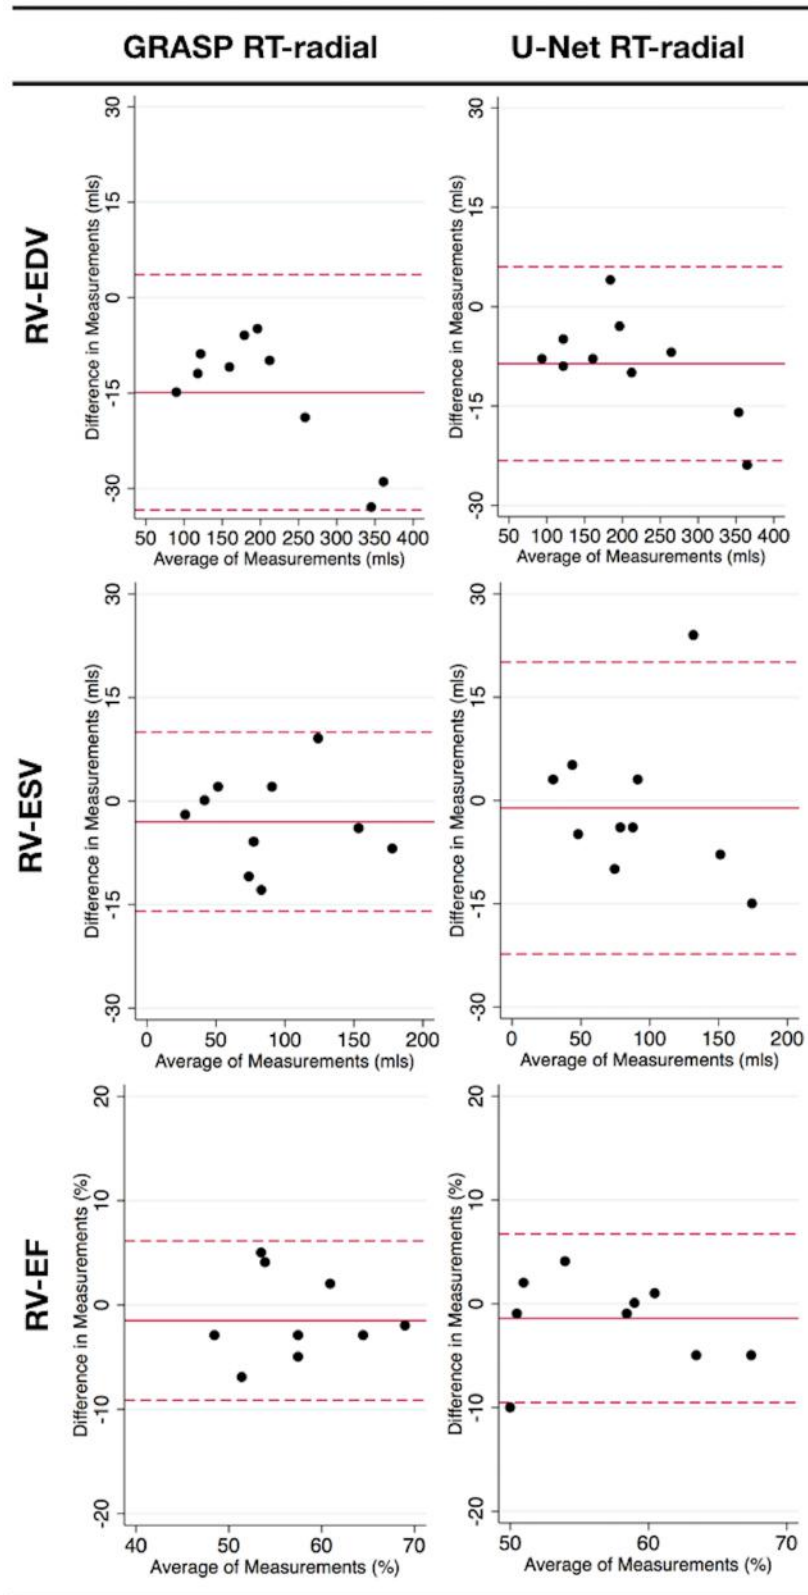 GRASP RT-radial U-Net RT-radial
RV-EDV
Difference in Measurements (mls)
30
15
0
-15
-30
50 100 150 200 250 300 350 400
Average of Measurements (mls)
Difference in Measurements (mls)
30
15
0
-15
-30
50 100 150 200 250 300 350 400
Average of Measurements (mls)
RV-ESV
Difference in Measurements (mls)
30
15
0
-15
-30
0 50 100 150 200
Average of Measurements (mls)
Difference in Measurements (mls)
30
15
0
-15
-30
0 50 100 150 200
Average of Measurements (mls)
RV-EF
Difference in Measurements (%)
20
10
0
-10
-20
40 50 60 70
Average of Measurements (%)
Difference in Measurements (%)
20
10
0
-10
-20
50 60 70
Average of Measurements (%)